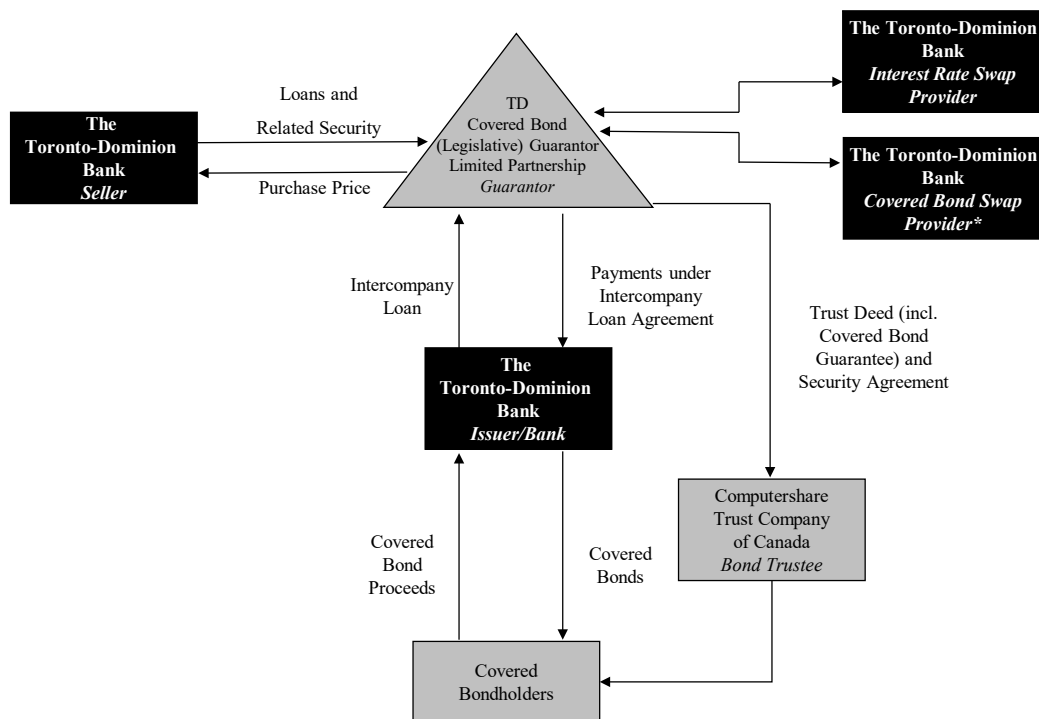 The Toronto-Dominion
Bank
Interest Rate Swap
Provider
TD
Covered Bond
(Legislative) Guarantor
Limited Partnership
Guarantor
Loans and
Related Security
The
Toronto-Dominion
Bank
Seller
Purchase Price
The Toronto-Dominion
Bank
Covered Bond Swap
Provider*
Intercompany
Loan
Payments under
Intercompany
Loan Agreement
Trust Deed (incl.
Covered Bond
Guarantee) and
Security Agreement
The
Toronto-Dominion
Bank
Issuer/Bank
Computershare
Trust Company
of Canada
Bond Trustee
Covered
Bond
Proceeds
Covered
Bonds
Covered
Bondholders